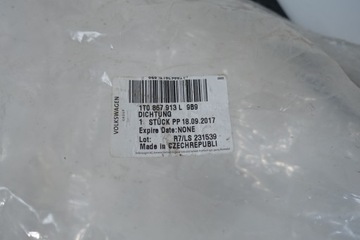 VOLKSWAGEN
1T0 867 913 L 9B9
DICHTUNG
1 STÜCK PP 18.09.2017
Expire Date:NONE
Lot: R7/LS 231539
Made in CZECHREPUBLI